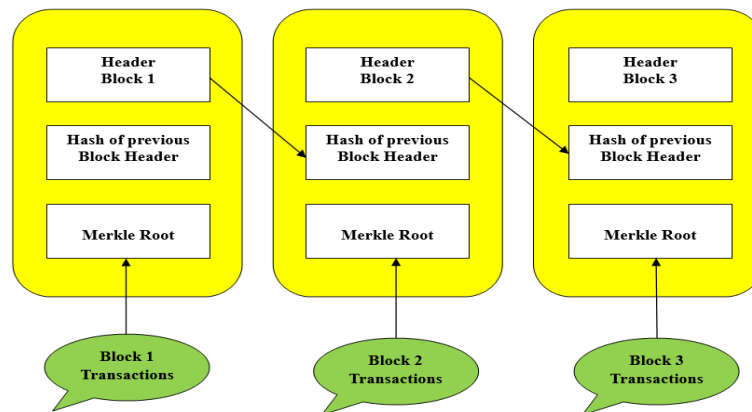 Header
Block 1
Hash of previous
Block Header
Merkle Root
Block 1
Transactions
Header
Block 2
Hash of previous
Block Header
Merkle Root
Block 2
Transactions
Header
Block 3
Hash of previous
Block Header
Merkle Root
Block 3
Transactions